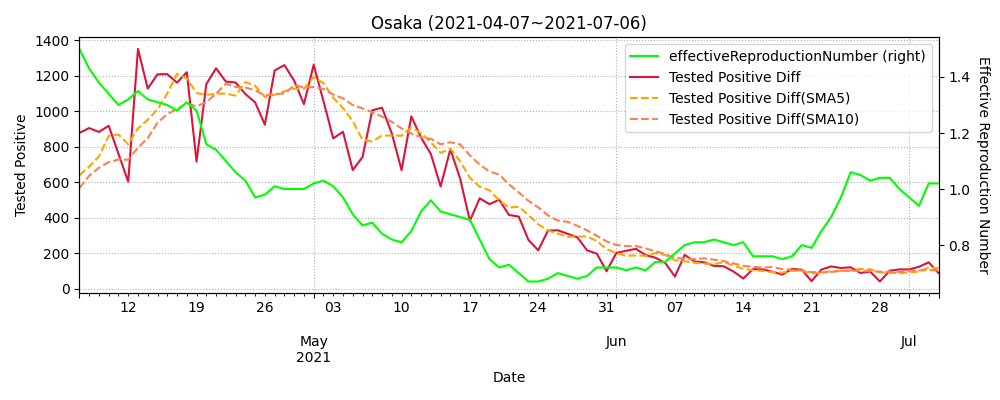 Osaka (2021-04-07~2021-07-06)
effectiveReproductionNumber (right)
Tested Positive Diff
Tested Positive Diff(SMA5)
Tested Positive Diff(SMA10)
Tested Positive
1400
1200
1000
800
600
400
200
0
Effective Reproduction Number
1.4
1.2
1.0
0.8
12 19 26 03 10 17 24 31 07 14 21 28
May Jun Jul
2021
Date